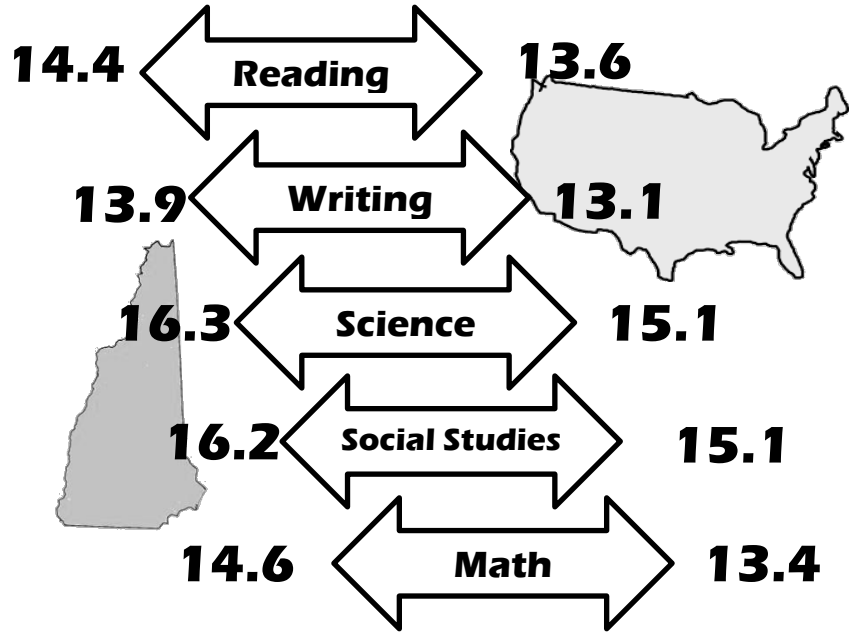 14.4 Reading 13.6
13.9 Writing 13.1
16.3 Science 15.1
16.2 Social Studies 15.1
14.6 Math 13.4